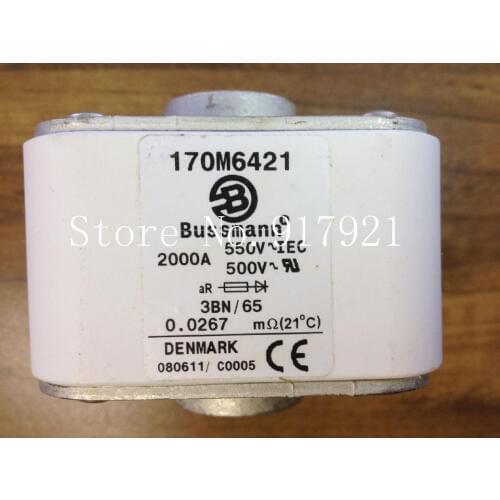 170M6421
B
Bussmann®
550V~IEC
2000A
500V~ RU
aR
3BN/65
0.0267 mΩ(21°C)
DENMARK
CE
080611/ C0005
Store No: 917921